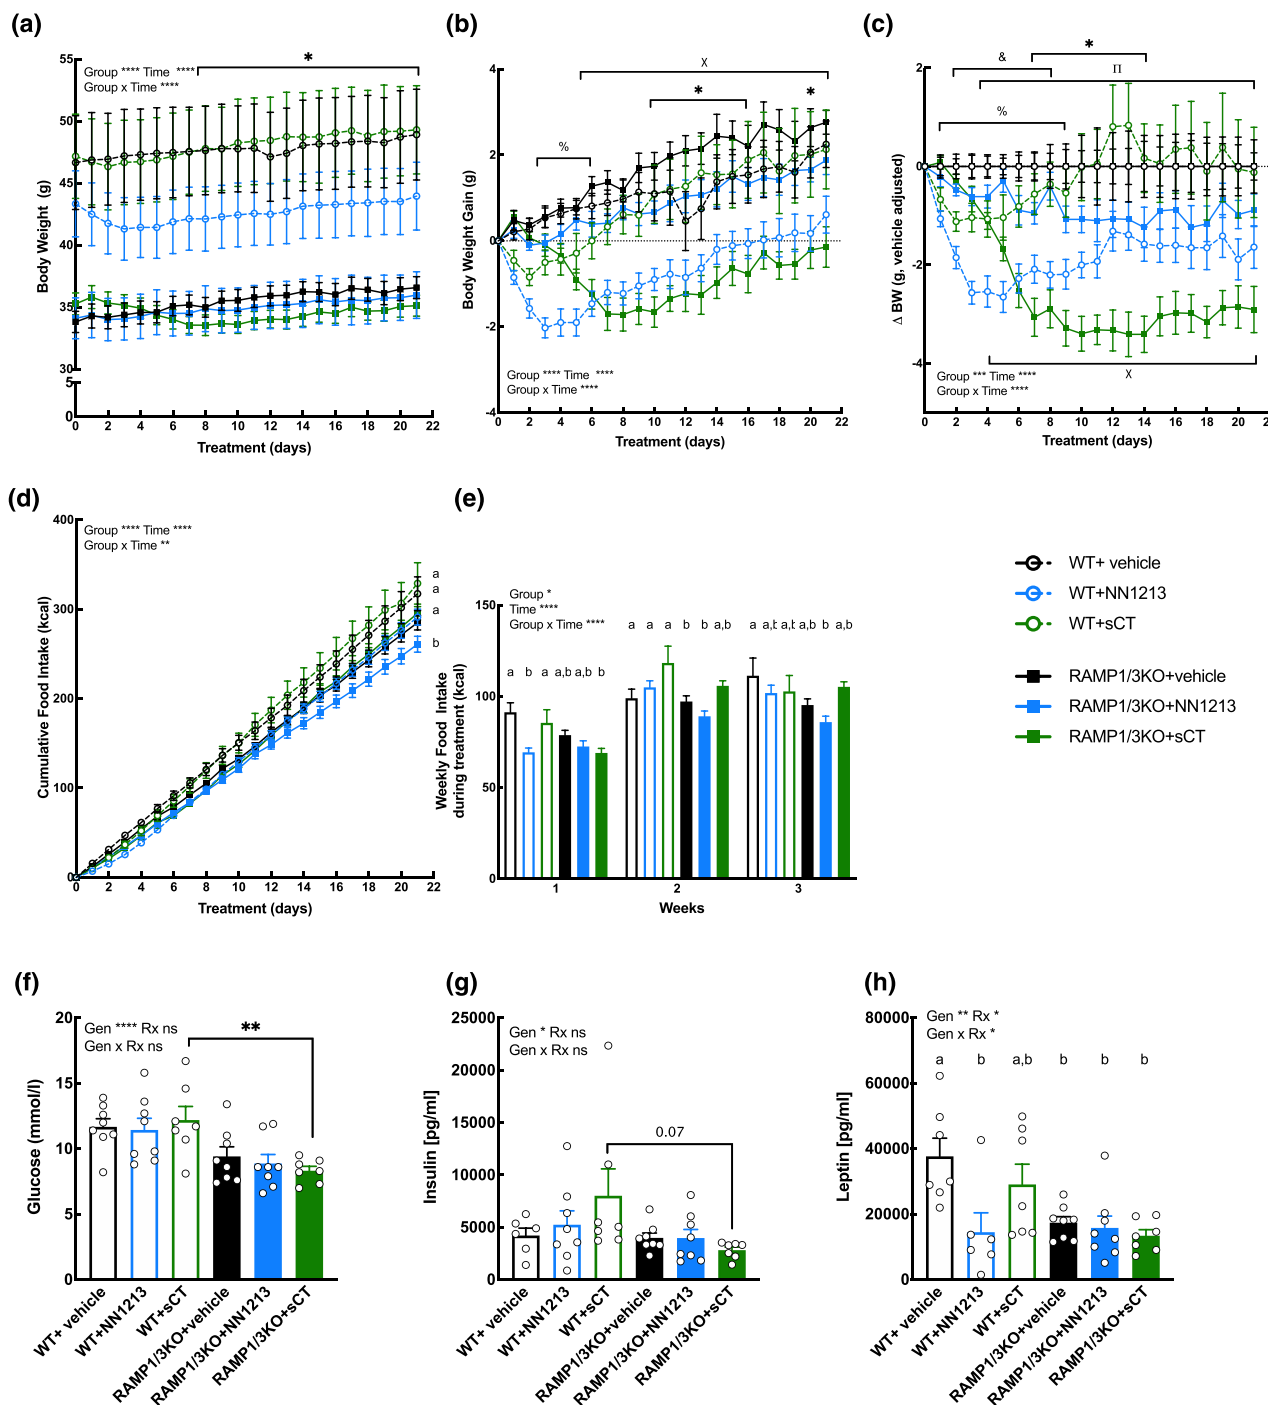 (a)
55
Group **** Time ****
Group x Time ****
*
50
45
40
35
30
5
0
Body Weight (g)
0 2 4 6 8 10 12 14 16 18 20 22
Treatment (days)
(b)
4
χ
*
*
%
2
0
-2
-4
Body Weight Gain (g)
Group **** Time ****
Group x Time ****
0 2 4 6 8 10 12 14 16 18 20 22
Treatment (days)
(c)
2
&
*
Π
%
0
-2
-4
Δ BW (g, vehicle adjusted)
χ
Group *** Time ****
Group x Time ****
0 2 4 6 8 10 12 14 16 18 20 2
Treatment (days)
(d)
400
Group **** Time ****
Group x Time **
a
a
a
b
300
200
100
0
Cumulative Food Intake (kcal)
0 2 4 6 8 10 12 14 16 18 20 22
Treatment (days)
(e)
150
Group *
Time ****
Group x Time ****
a b a a,b a,b b
a a a b b a,b
a a,b a,b a,b b a,b
100
50
0
Weekly Food Intake
during treatment (kcal)
1 2 3
Weeks
WT+ vehicle
WT+NN1213
WT+sCT
RAMP1/3KO+vehicle
RAMP1/3KO+NN1213
RAMP1/3KO+sCT
(f)
20
Gen **** Rx ns
Gen x Rx ns
**
15
10
5
0
Glucose (mmol/l)
WT+ vehicle
WT+NN1213
WT+sCT
RAMP1/3KO+vehicle
RAMP1/3KO+NN1213
RAMP1/3KO+sCT
(g)
25000
Gen * Rx ns
Gen x Rx ns
20000
15000
10000
5000
0
0.07
Insulin [pg/ml]
WT+ vehicle
WT+NN1213
WT+sCT
RAMP1/3KO+vehicle
RAMP1/3KO+NN1213
RAMP1/3KO+sCT
(h)
80000
Gen ** Rx *
Gen x Rx *
a b a,b b b b
60000
40000
20000
0
Leptin [pg/ml]
WT+ vehicle
WT+NN1213
WT+sCT
RAMP1/3KO+vehicle
RAMP1/3KO+NN1213
RAMP1/3KO+sCT